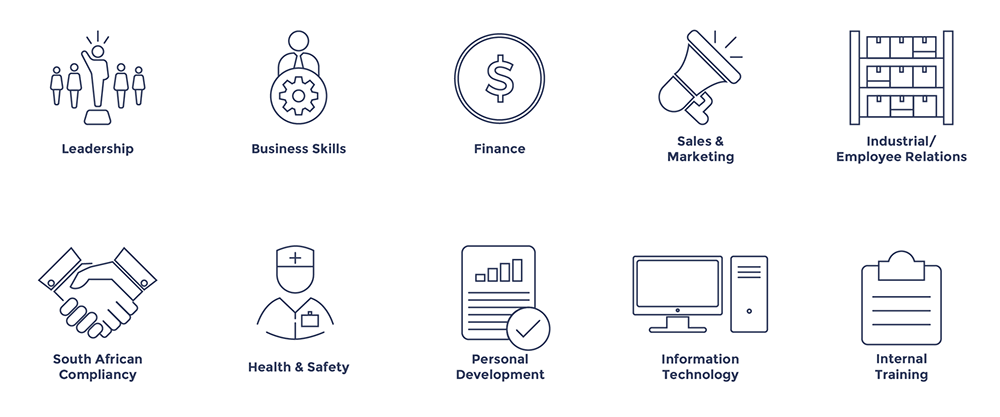 Leadership
Business Skills
$
Finance
Sales &
Marketing
Industrial/
Employee Relations
South African
Compliancy
Health & Safety
Personal
Development
Information
Technology
Internal
Training